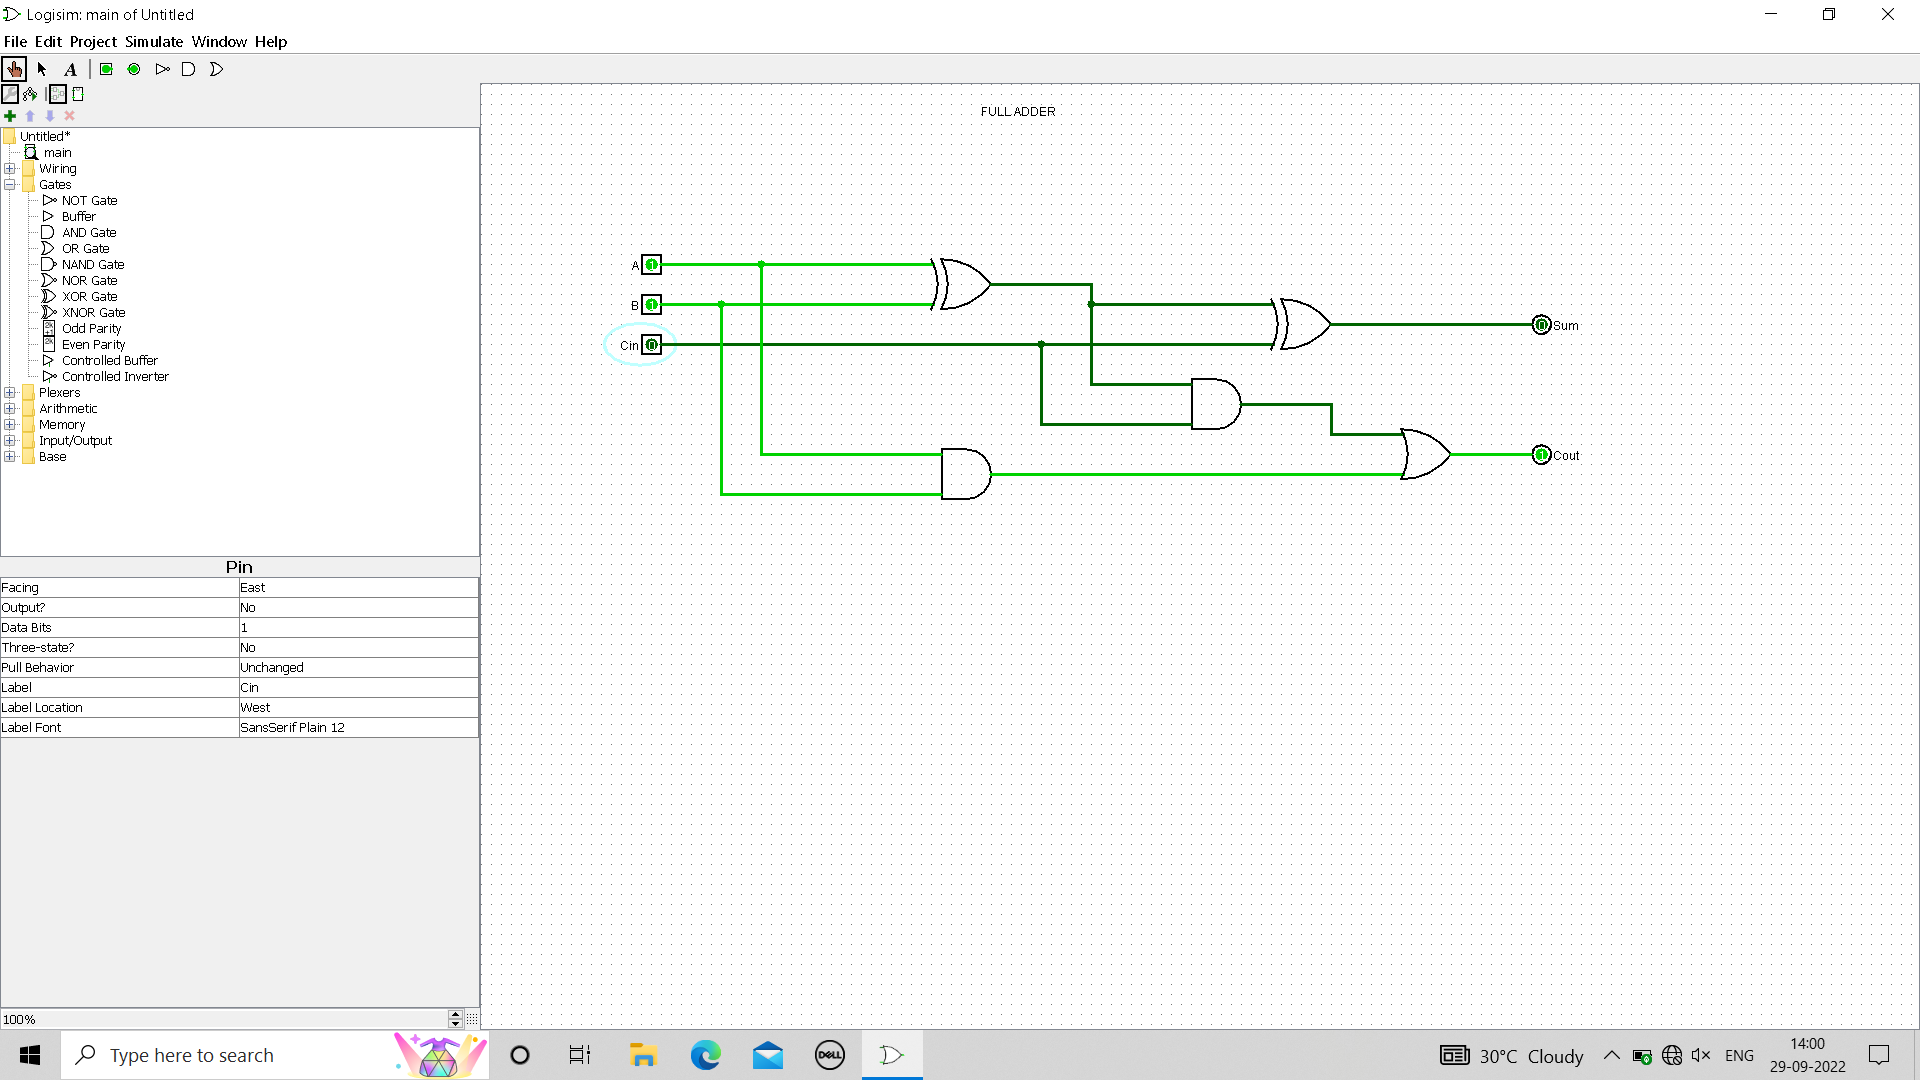 Logisim: main of Untitled
File Edit Project Simulate Window Help
A
FULL ADDER
Untitled*
main
Wiring
Gates
NOT Gate
Buffer
AND Gate
OR Gate
NAND Gate
NOR Gate
XOR Gate
XNOR Gate
Odd Parity
Even Parity
Controlled Buffer
Controlled Inverter
Plexers
Arithmetic
Memory
Input/Output
Base
A 1
B 1
Cin 0
0 Sum
1 Cout
Pin
Facing East
Output? No
Data Bits 1
Three-state? No
Pull Behavior Unchanged
Label Cin
Label Location West
Label Font SansSerif Plain 12
100%
Type here to search
DELL
30°C Cloudy
ENG
14:00
29-09-2022